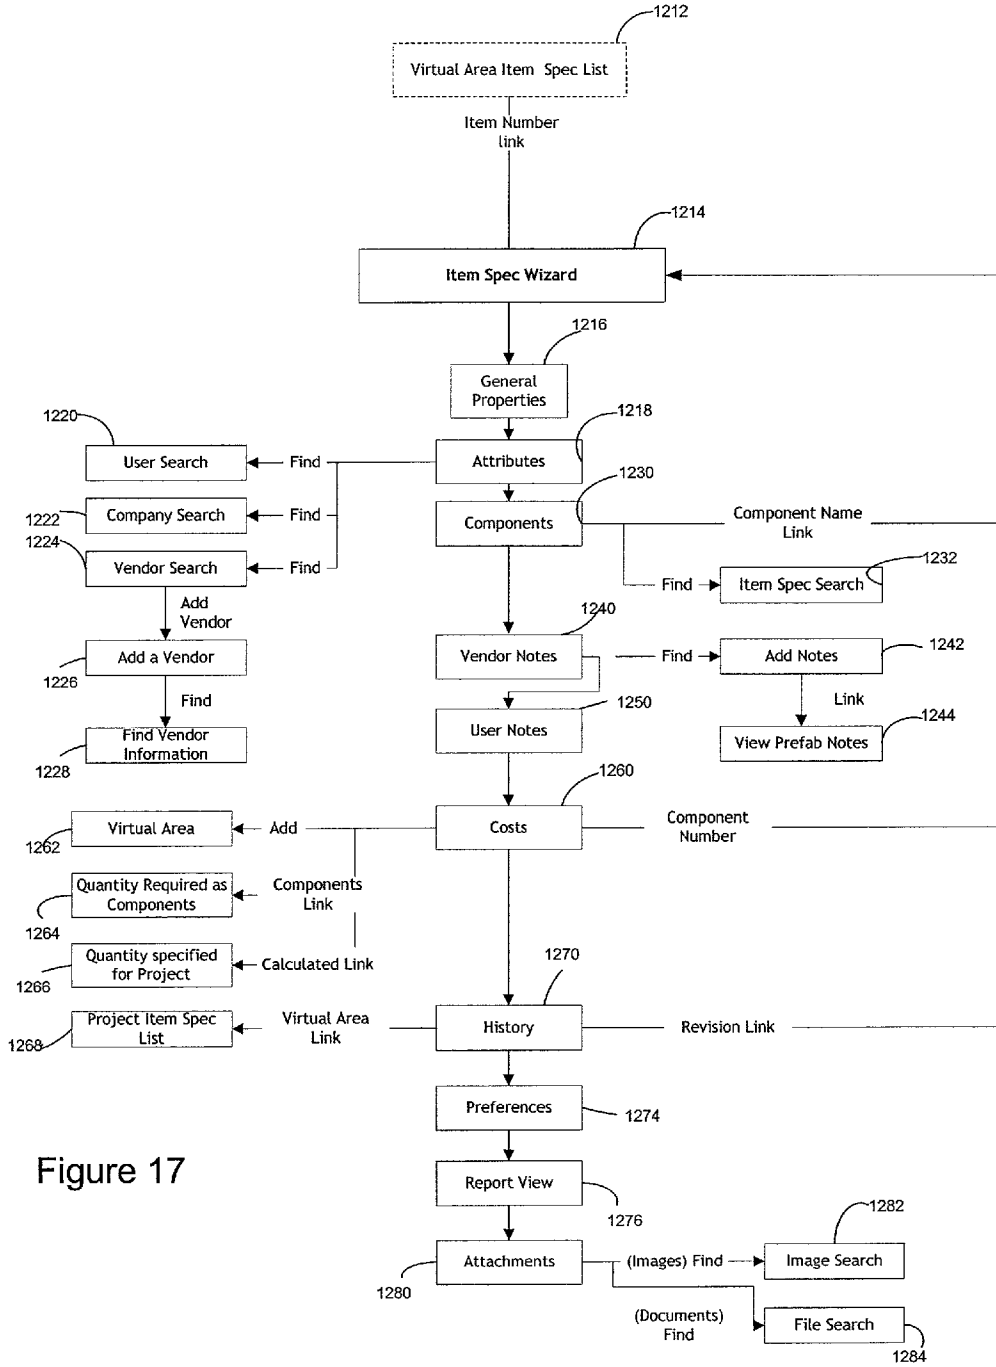 1212
Virtual Area Item Spec List
Item Number
link
1214
Item Spec Wizard
1216
General
Properties
1220
1218
User Search
Find
Attributes
1230
1222
Company Search
Find
Components
Component Name
Link
1224
Vendor Search
Find
1232
Find
Item Spec Search
Add
Vendor
1240
1226
Add a Vendor
Vendor Notes
Find
Add Notes
1242
Find
1250
Link
1244
1228
Find Vendor
Information
User Notes
View Prefab Notes
1260
1262
Virtual Area
Add
Costs
Component
Number
1264
Quantity Required as
Components
Components
Link
1266
Quantity specified
for Project
Calculated Link
1270
1268
Project Item Spec
List
Virtual Area
Link
History
Revision Link
Preferences
1274
Figure 17
Report View
1276
1282
1280
Attachments
(Images) Find
Image Search
(Documents)
Find
File Search
1284